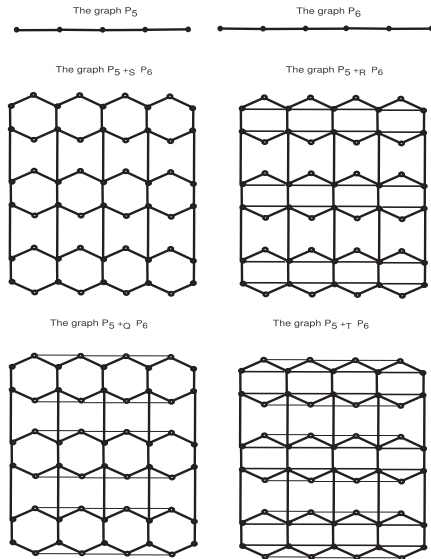 The graph P5
The graph P6
The graph P5 +S P6
The graph P5 +R P6
The graph P5 +Q P6
The graph P5 +T P6